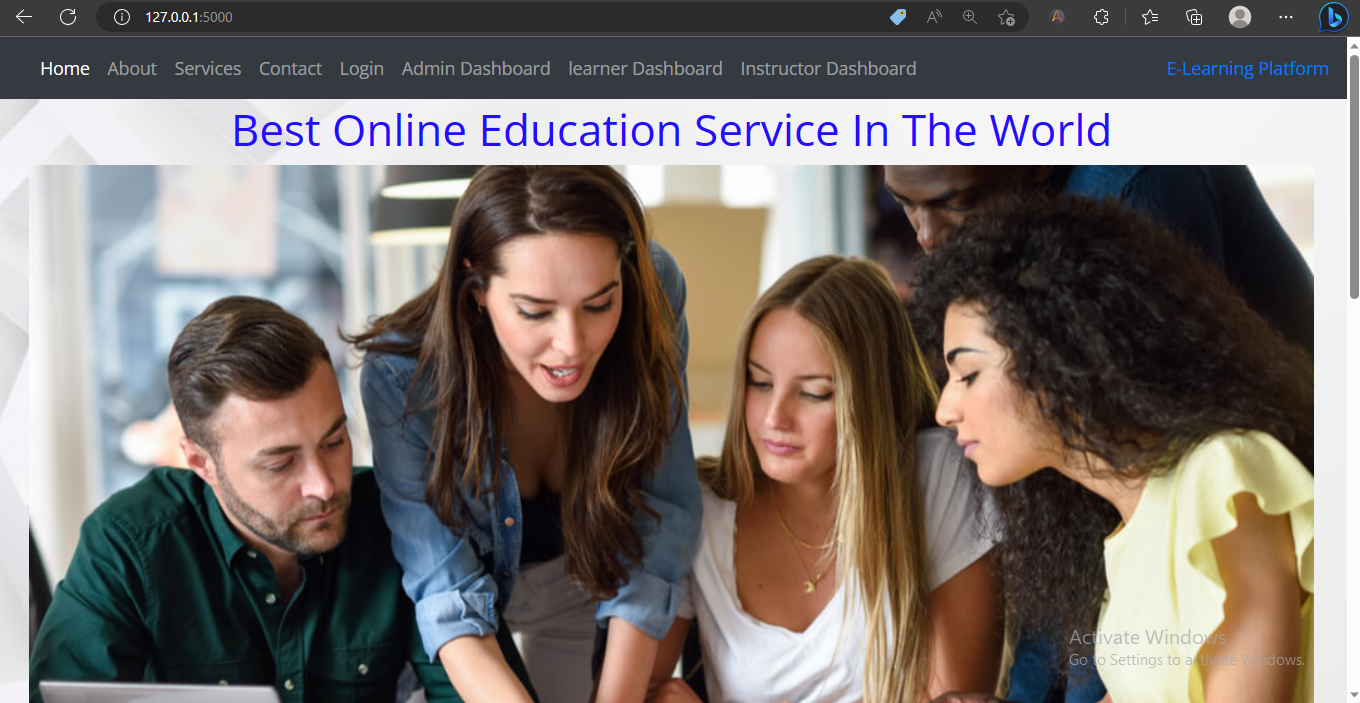 127.0.0.1:5000
Home About Services Contact Login Admin Dashboard learner Dashboard Instructor Dashboard E-Learning Platform
Best Online Education Service In The World
Activate Windows
Go to Settings to activate Windows.